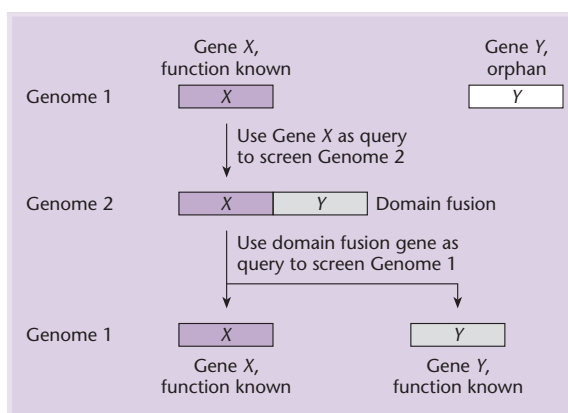 Gene X,
function known
Gene Y,
orphan
Genome 1
X
Y
Use Gene X as query
to screen Genome 2
Genome 2
X
Y
Domain fusion
Use domain fusion gene as
query to screen Genome 1
Genome 1
X
Y
Gene X,
function known
Gene Y,
function known